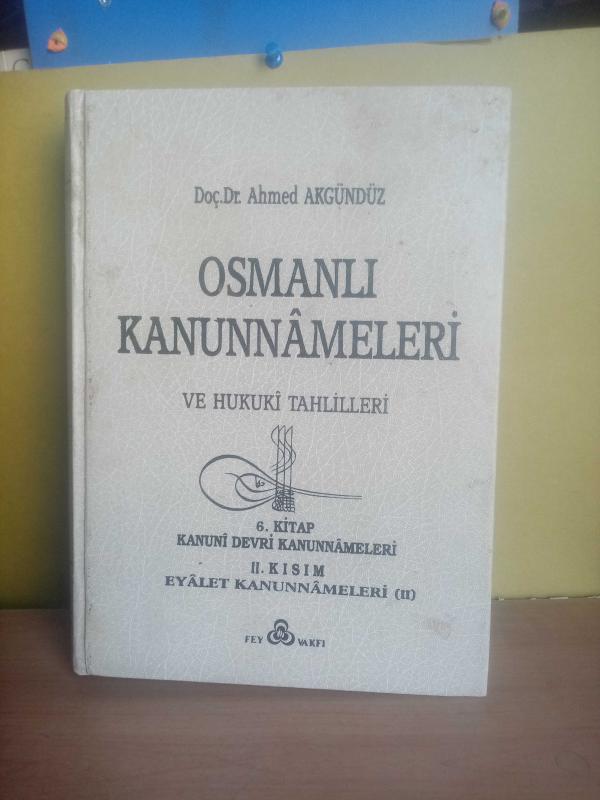 Doç.Dr. Ahmed AKGÜNDÜZ
OSMANLI
KANUNNÂMELERİ
VE HUKUKÎ TAHLİLLERİ
6. KİTAP
KANUNİ DEVRİ KANUNNÂMELERİ
II. KISIM
EYÂLET KANUNNÂMELERİ (II)
FEY VAKFI